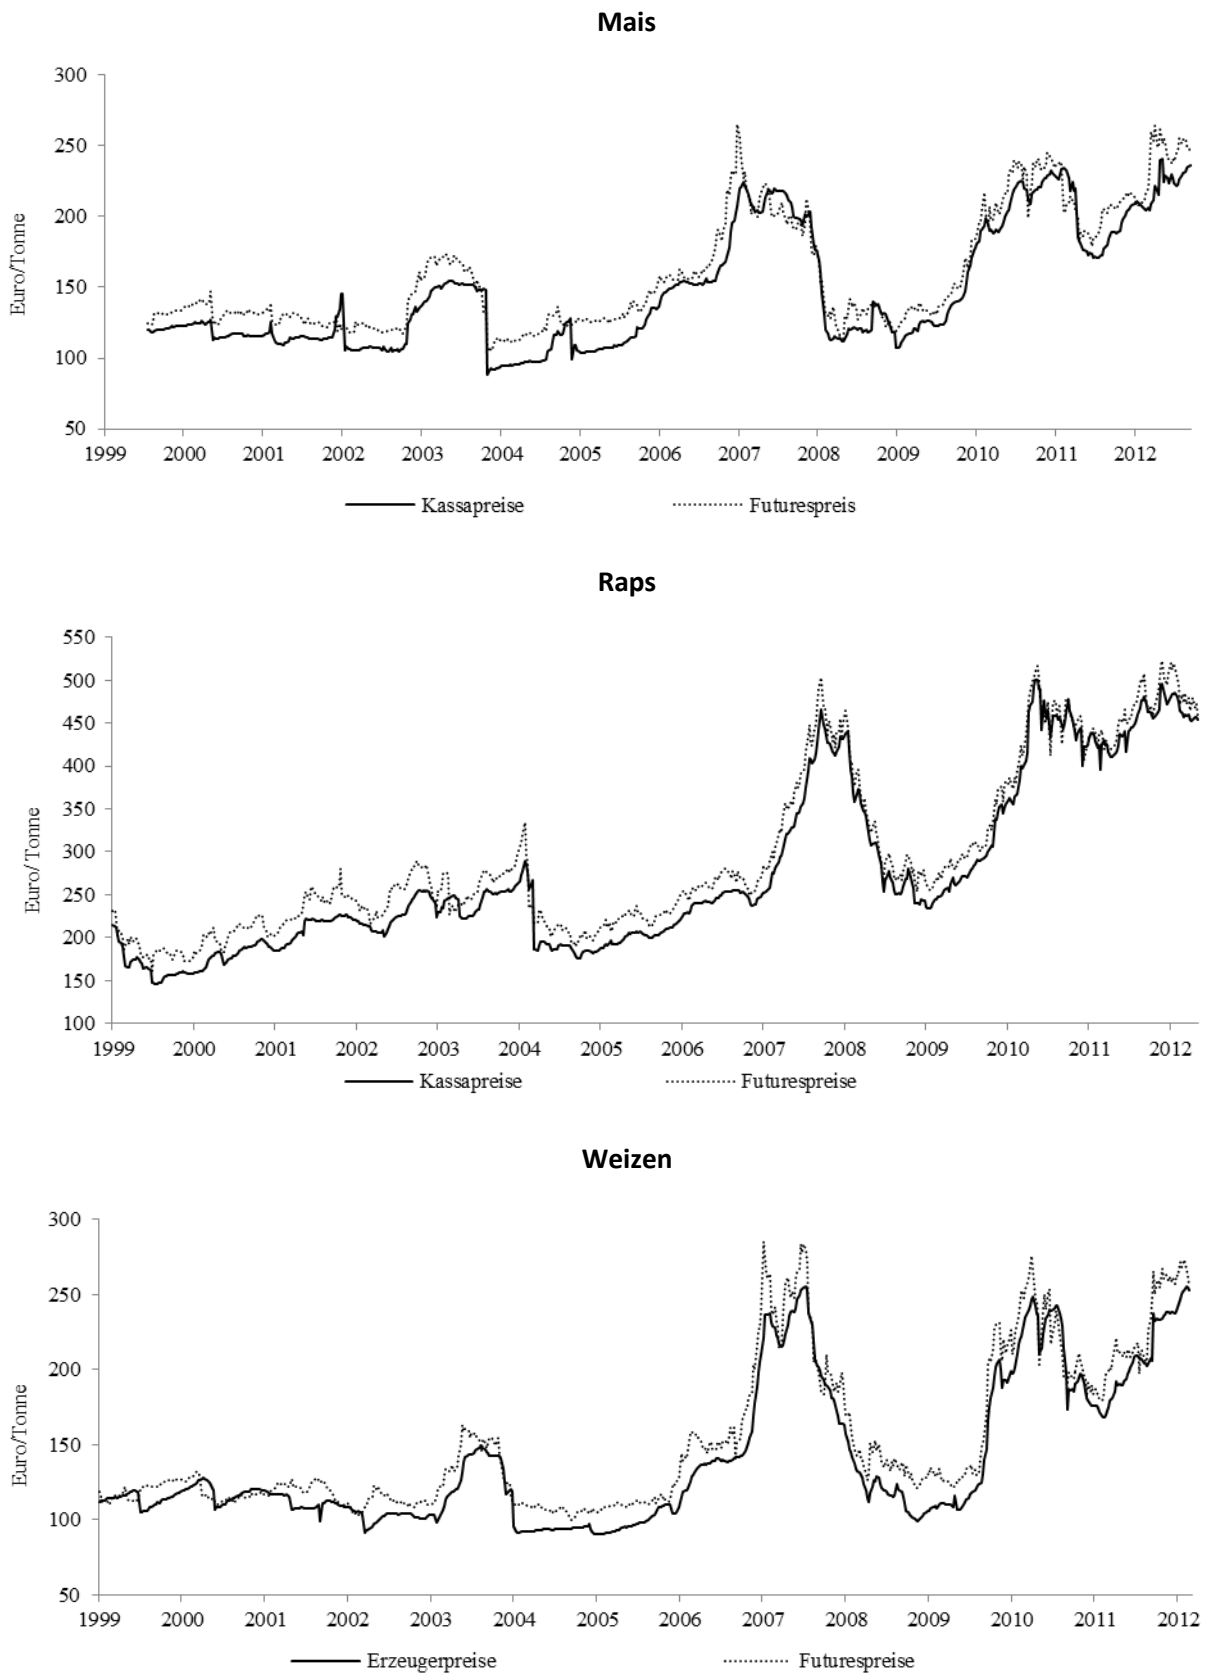 Mais
300
250
200
150
100
50
Euro/Tonne
1999 2000 2001 2002 2003 2004 2005 2006 2007 2008 2009 2010 2011 2012
Kassapreise Futurespreis
Raps
550
500
450
400
350
300
250
200
150
100
Euro/Tonne
1999 2000 2001 2002 2003 2004 2005 2006 2007 2008 2009 2010 2011 2012
Kassapreise Futurespreise
Weizen
300
250
200
150
100
50
Euro/Tonne
1999 2000 2001 2002 2003 2004 2005 2006 2007 2008 2009 2010 2011 2012
Erzeugerpreise Futurespreise